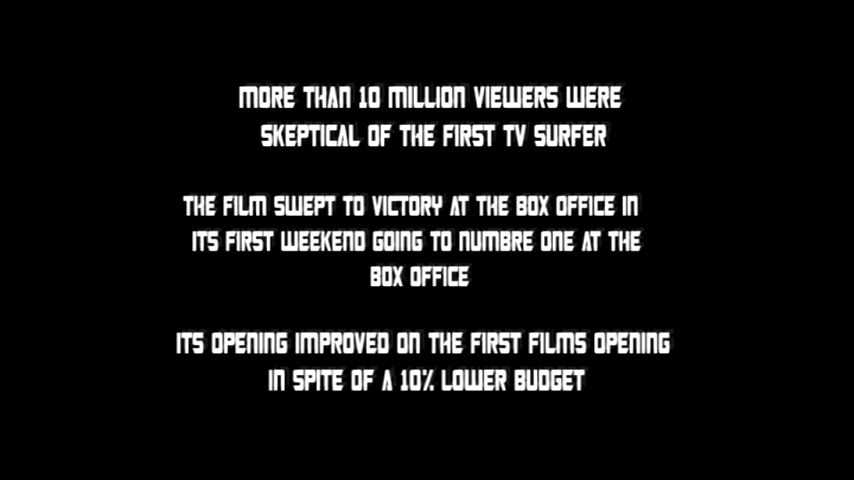 MORE THAN 10 MILLION VIEWERS WERE
SKEPTICAL OF THE FIRST TV SURFER
THE FILM SWEPT TO VICTORY AT THE BOX OFFICE IN
ITS FIRST WEEKEND GOING TO NUMBRE ONE AT THE
BOX OFFICE
ITS OPENING IMPROVED ON THE FIRST FILMS OPENING
IN SPITE OF A 10% LOWER BUDGET